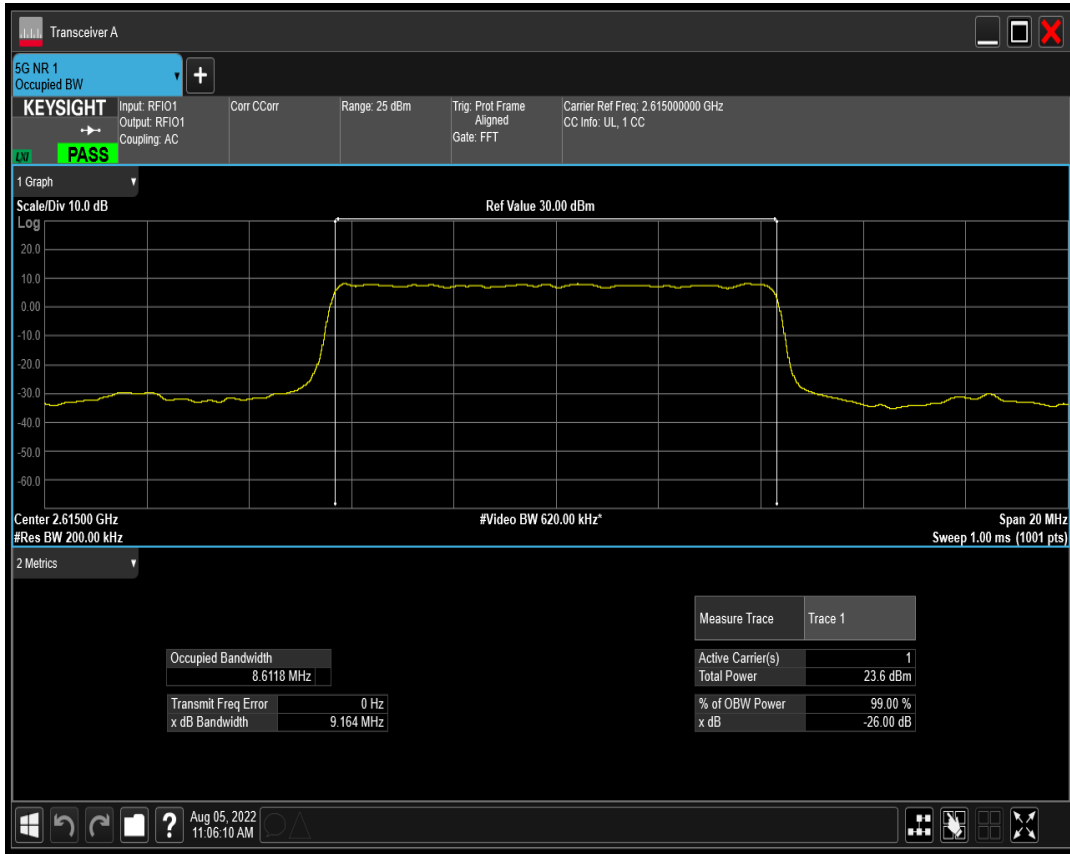 Transceiver A
5G NR 1
Occupied BW
+
KEYSIGHT
Input: RFIO1
Output: RFIO1
Coupling: AC
Corr CCorr
Range: 25 dBm
Trig: Prot Frame
Aligned
Gate: FFT
Carrier Ref Freq: 2.615000000 GHz
CC Info: UL, 1 CC
LXI
PASS
1 Graph
Scale/Div 10.0 dB
Ref Value 30.00 dBm
Log
20.0
10.0
0.00
-10.0
-20.0
-30.0
-40.0
-50.0
-60.0
Center 2.61500 GHz
#Video BW 620.00 kHz*
Span 20 MHz
#Res BW 200.00 kHz
Sweep 1.00 ms (1001 pts)
2 Metrics
Measure Trace Trace 1
Occupied Bandwidth
8.6118 MHz
Active Carrier(s) 1
Total Power 23.6 dBm
Transmit Freq Error 0 Hz
x dB Bandwidth 9.164 MHz
% of OBW Power 99.00 %
x dB -26.00 dB
?
Aug 05, 2022
11:06:10 AM